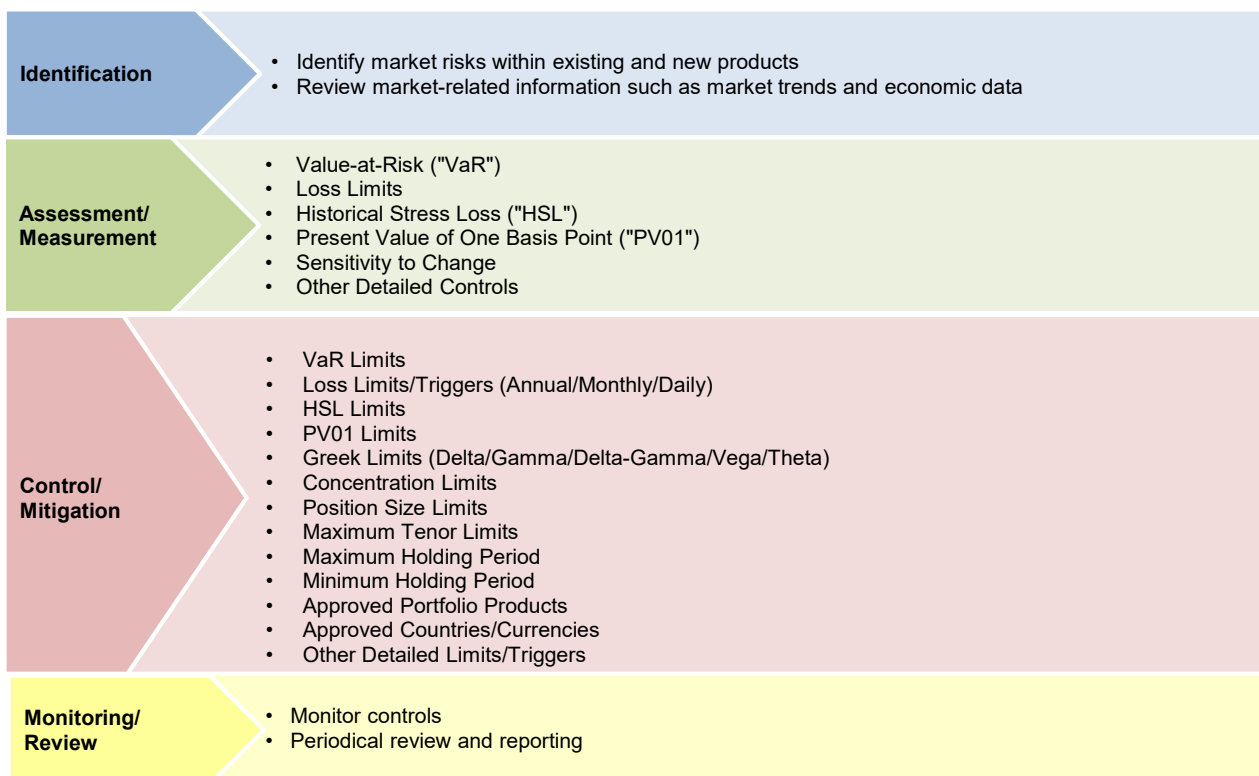 Identification
• Identify market risks within existing and new products
• Review market-related information such as market trends and economic data
Assessment/
Measurement
• Value-at-Risk ("VaR")
• Loss Limits
• Historical Stress Loss ("HSL")
• Present Value of One Basis Point ("PV01")
• Sensitivity to Change
• Other Detailed Controls
Control/
Mitigation
• VaR Limits
• Loss Limits/Triggers (Annual/Monthly/Daily)
• HSL Limits
• PV01 Limits
• Greek Limits (Delta/Gamma/Delta-Gamma/Vega/Theta)
• Concentration Limits
• Position Size Limits
• Maximum Tenor Limits
• Maximum Holding Period
• Minimum Holding Period
• Approved Portfolio Products
• Approved Countries/Currencies
• Other Detailed Limits/Triggers
Monitoring/
Review
• Monitor controls
• Periodical review and reporting